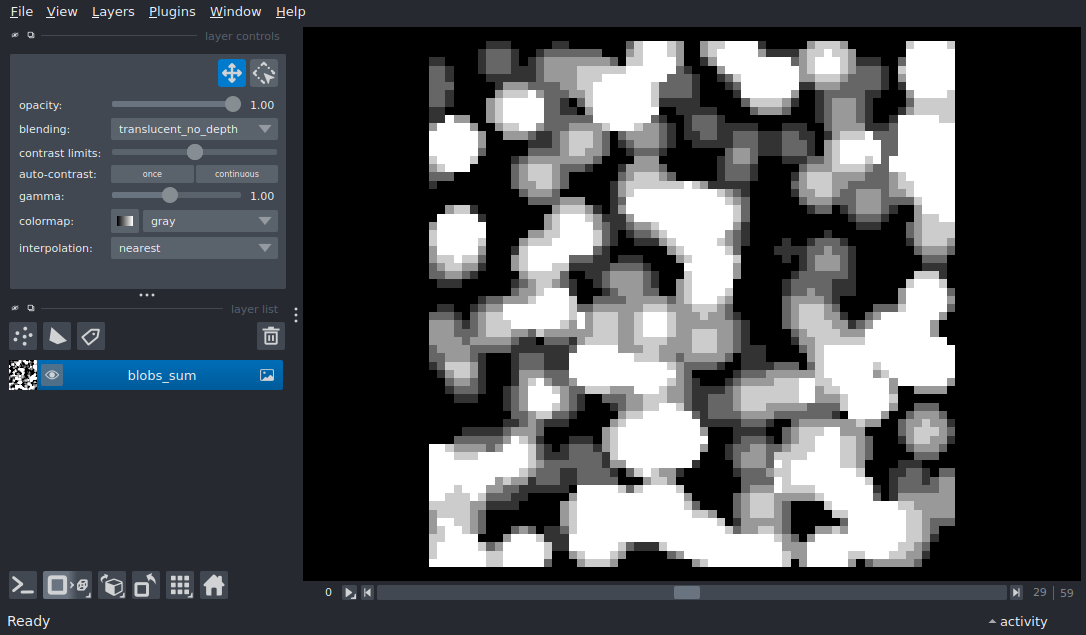 File View Layers Plugins Window Help
layer controls
opacity: 1.00
blending: translucent_no_depth
contrast limits:
auto-contrast: once continuous
gamma: 1.00
colormap: gray
interpolation: nearest
layer list
blobs_sum
0 29 59
Ready activity